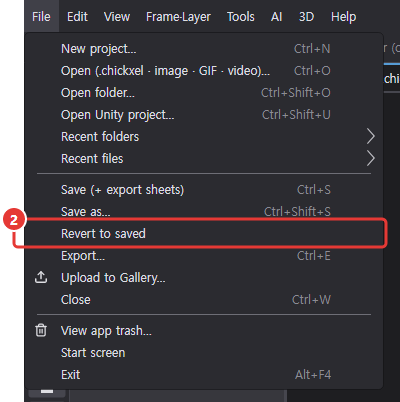 File Edit View Frame·Layer Tools AI 3D Help
New project... Ctrl+N
Open (.chickxel · image · GIF · video)... Ctrl+O
Open folder... Ctrl+Shift+O
Open Unity project... Ctrl+Shift+U
Recent folders
Recent files
Save (+ export sheets) Ctrl+S
Save as... Ctrl+Shift+S
2
Revert to saved
Export... Ctrl+E
Upload to Gallery...
Close Ctrl+W
View app trash...
Start screen
Exit Alt+F4